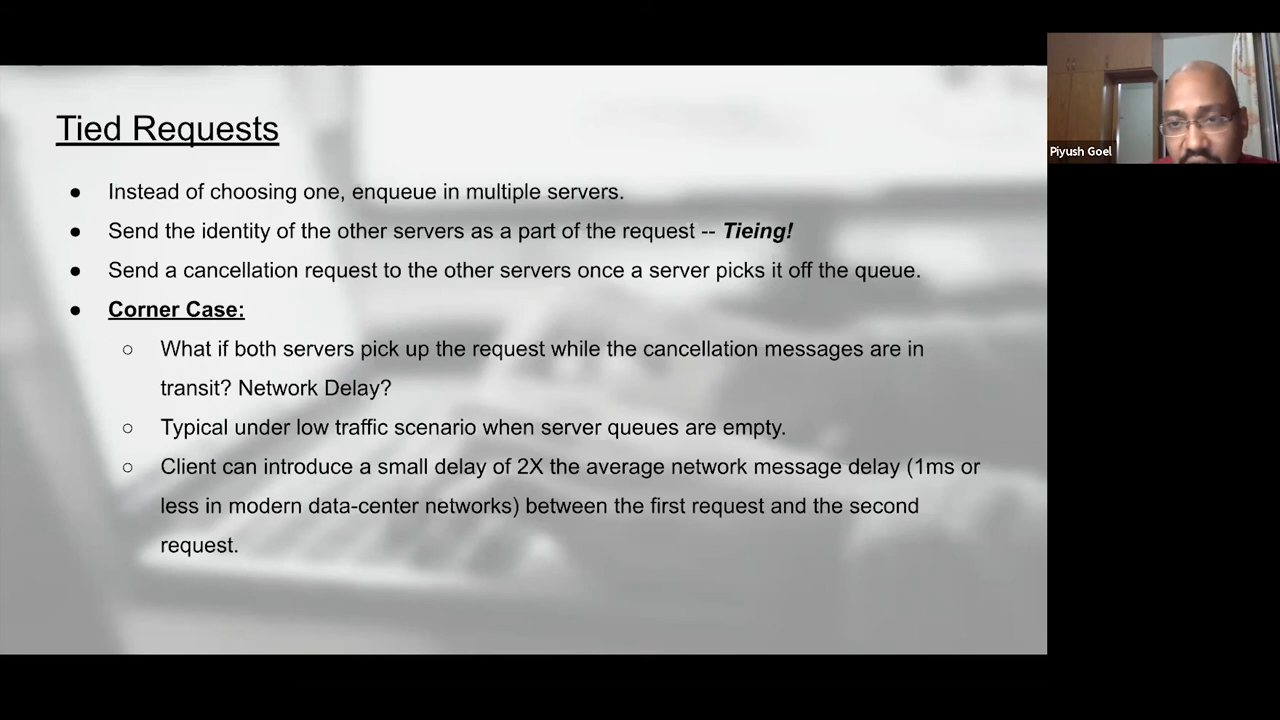 Tied Requests
● Instead of choosing one, enqueue in multiple servers.
● Send the identity of the other servers as a part of the request -- Tieing!
● Send a cancellation request to the other servers once a server picks it off the queue.
● Corner Case:
○ What if both servers pick up the request while the cancellation messages are in
transit? Network Delay?
○ Typical under low traffic scenario when server queues are empty.
○ Client can introduce a small delay of 2X the average network message delay (1ms or
less in modern data-center networks) between the first request and the second
request.
Piyush Goel